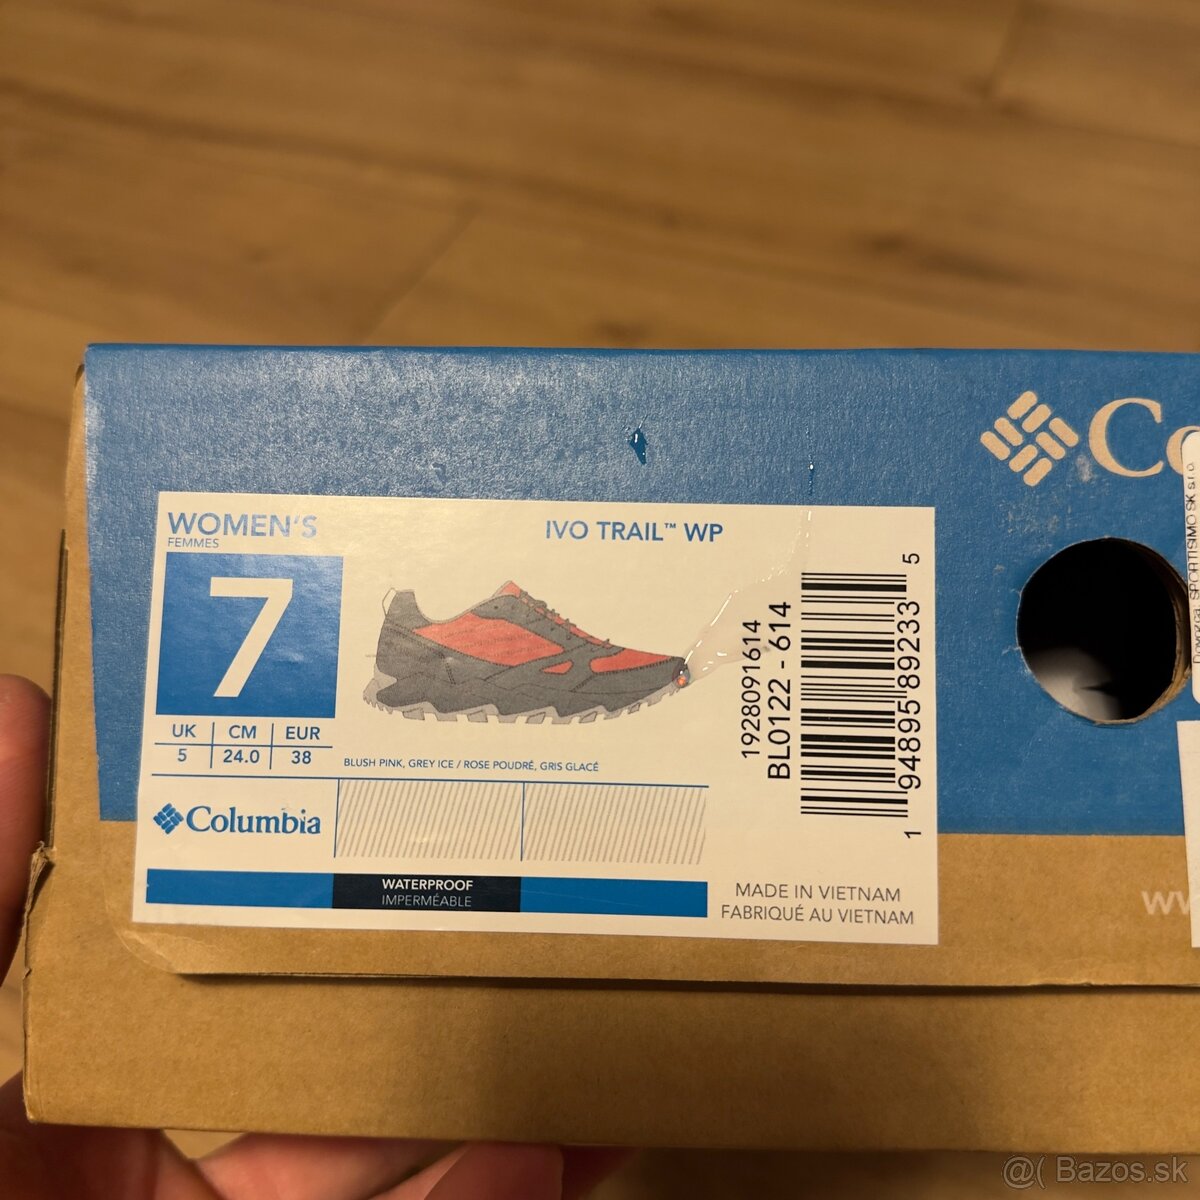 Co
SPORTISIMO SK s.r.o.
WOMEN'S
FEMMES
IVO TRAIL™ WP
7
UK CM EUR
5 24.0 38
BLUSH PINK, GREY ICE / ROSE POUDRÉ, GRIS GLACÉ
1928091614
BL0122 - 614
1 94895 89233 5
Columbia
WATERPROOF
IMPERMÉABLE
MADE IN VIETNAM
FABRIQUÉ AU VIETNAM
@( Bazos.sk